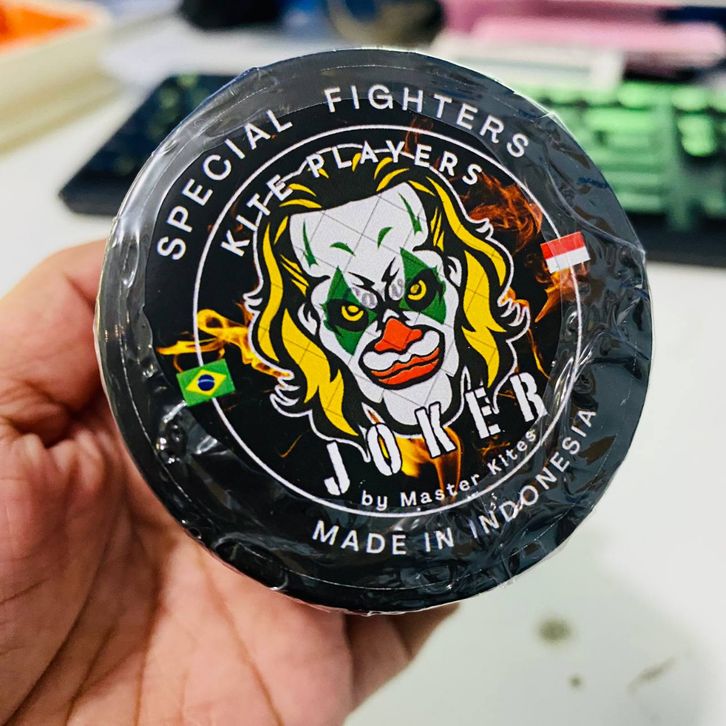 SPECIAL FIGHTERS
KITE PLAYERS
JOKER
by Master Kites
MADE IN INDONESIA